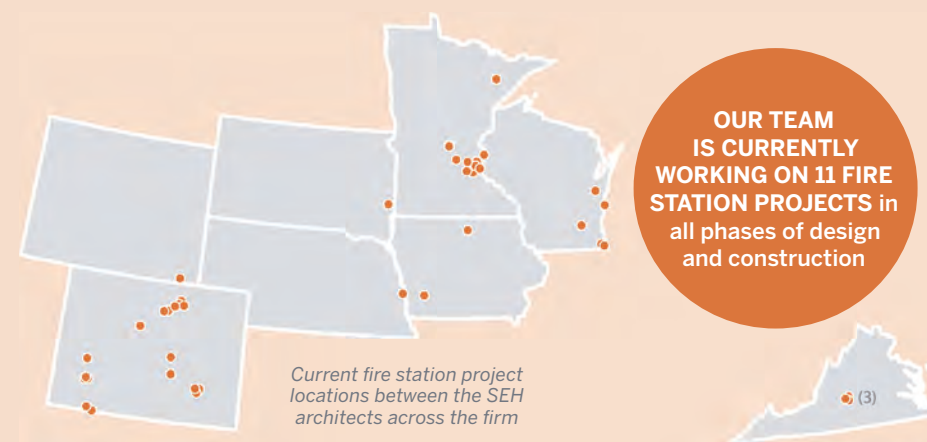 OUR TEAM
IS CURRENTLY
WORKING ON 11 FIRE
STATION PROJECTS in
all phases of design
and construction
Current fire station project
locations between the SEH
architects across the firm
(3)